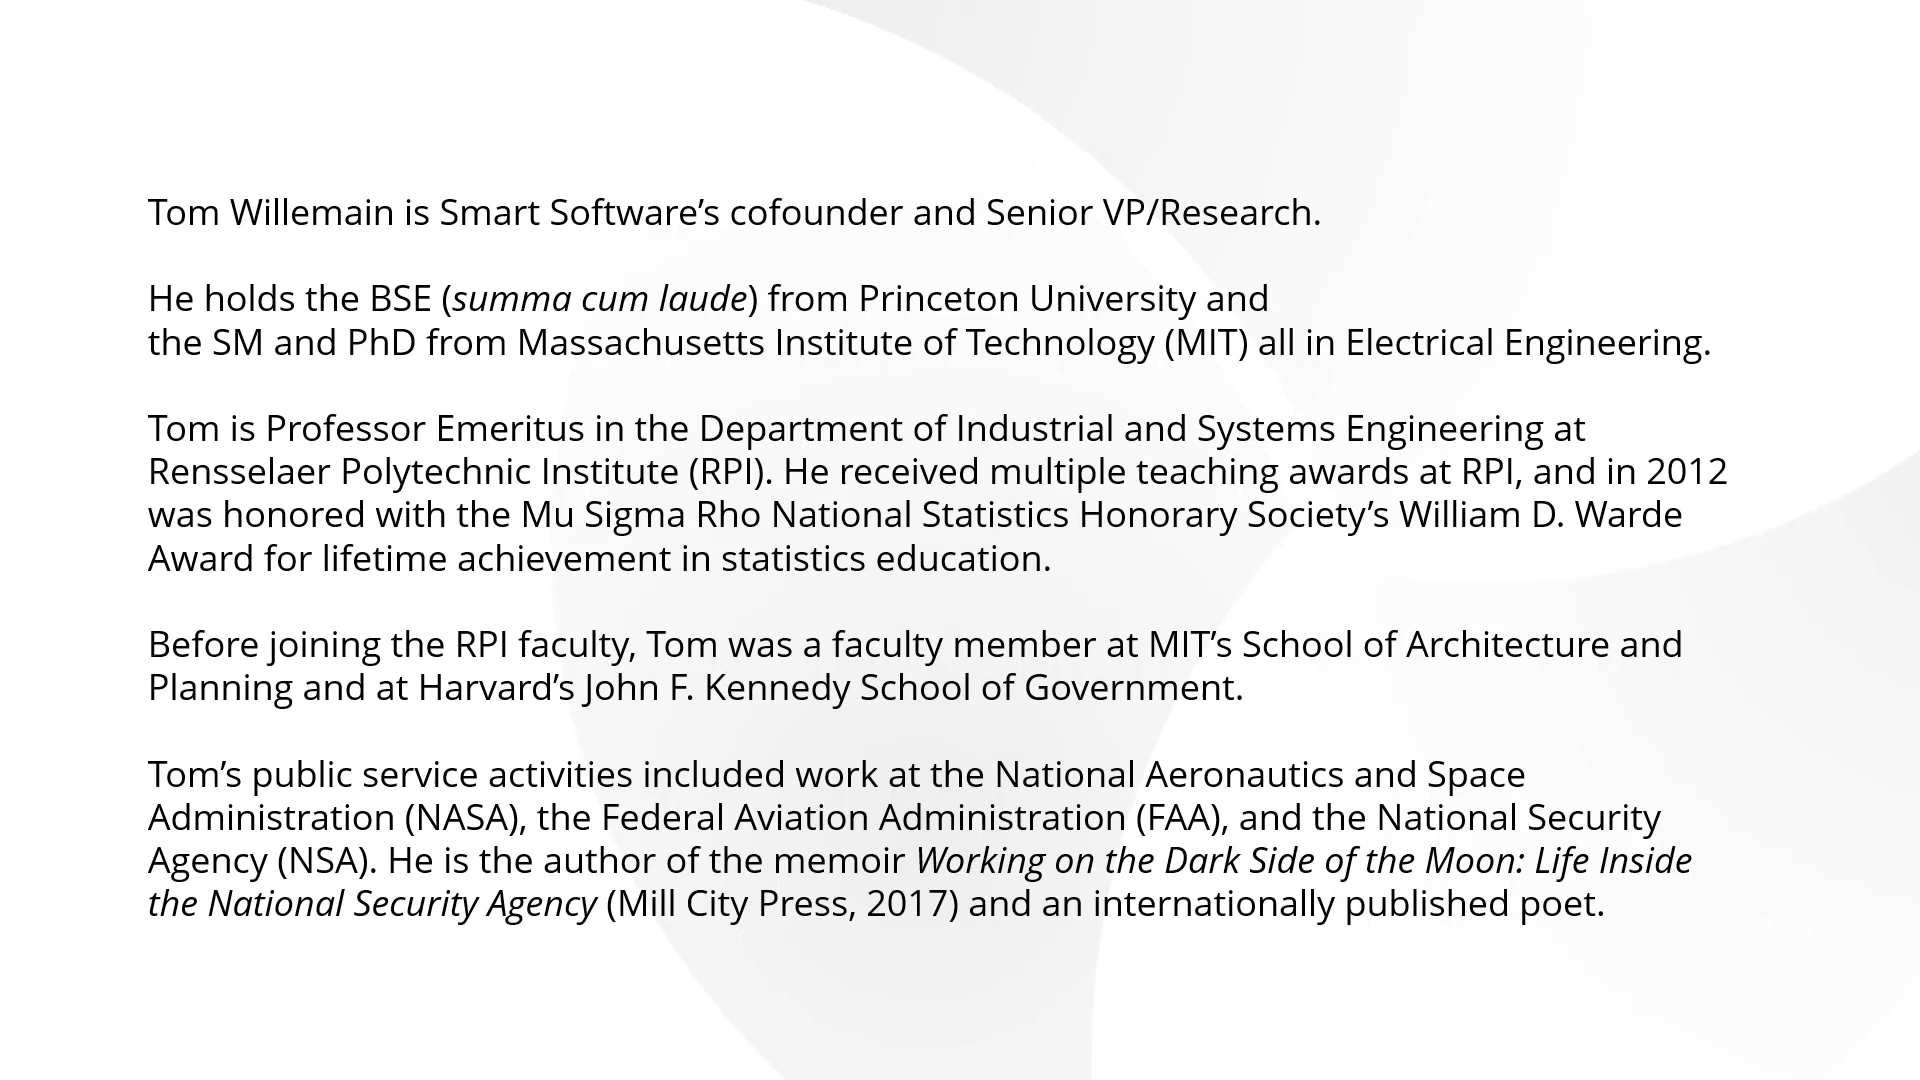 Tom Willemain is Smart Software’s cofounder and Senior VP/Research.
He holds the BSE (summa cum laude) from Princeton University and
the SM and PhD from Massachusetts Institute of Technology (MIT) all in Electrical Engineering.
Tom is Professor Emeritus in the Department of Industrial and Systems Engineering at
Rensselaer Polytechnic Institute (RPI). He received multiple teaching awards at RPI, and in 2012
was honored with the Mu Sigma Rho National Statistics Honorary Society’s William D. Warde
Award for lifetime achievement in statistics education.
Before joining the RPI faculty, Tom was a faculty member at MIT’s School of Architecture and
Planning and at Harvard’s John F. Kennedy School of Government.
Tom’s public service activities included work at the National Aeronautics and Space
Administration (NASA), the Federal Aviation Administration (FAA), and the National Security
Agency (NSA). He is the author of the memoir Working on the Dark Side of the Moon: Life Inside
the National Security Agency (Mill City Press, 2017) and an internationally published poet.